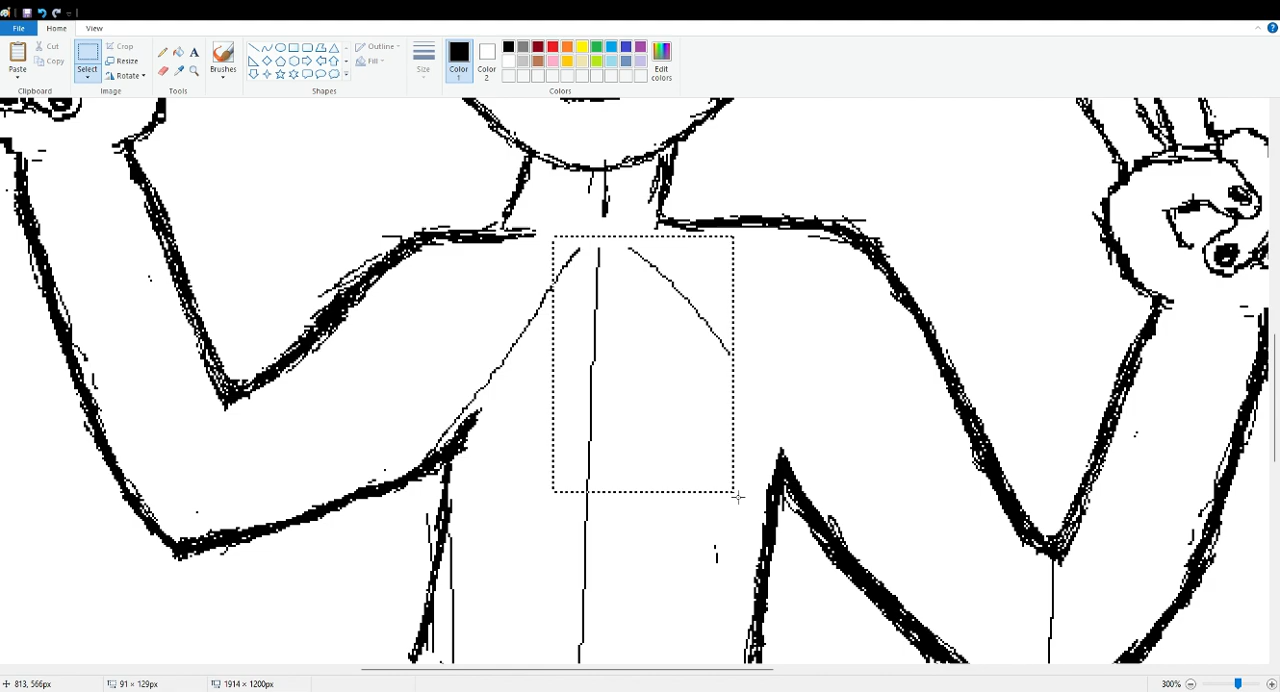 File
Home
View
Paste
Cut
Copy
Clipboard
Select
Crop
Resize
Rotate
Image
A
Tools
Brushes
Shapes
Outline
Fill
Size
Color
1
Color
2
Edit
colors
Colors
813, 566px
91 × 129px
1914 × 1200px
300%